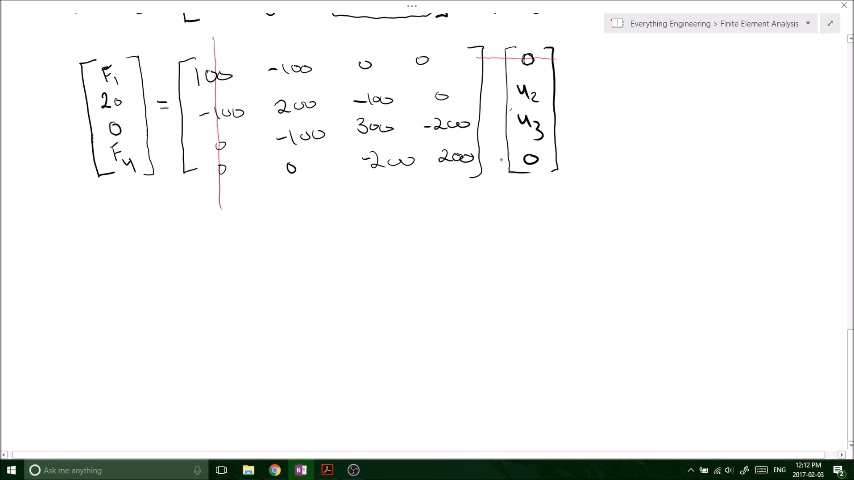 Everything Engineering > Finite Element Analysis
F1 = 100 -100 0 0 0
20 -100 200 -100 0 u2
0 0 -100 300 -200 u3
F4 0 0 -200 200 0
Ask me anything
ENG
12:12 PM
2017-02-03
2